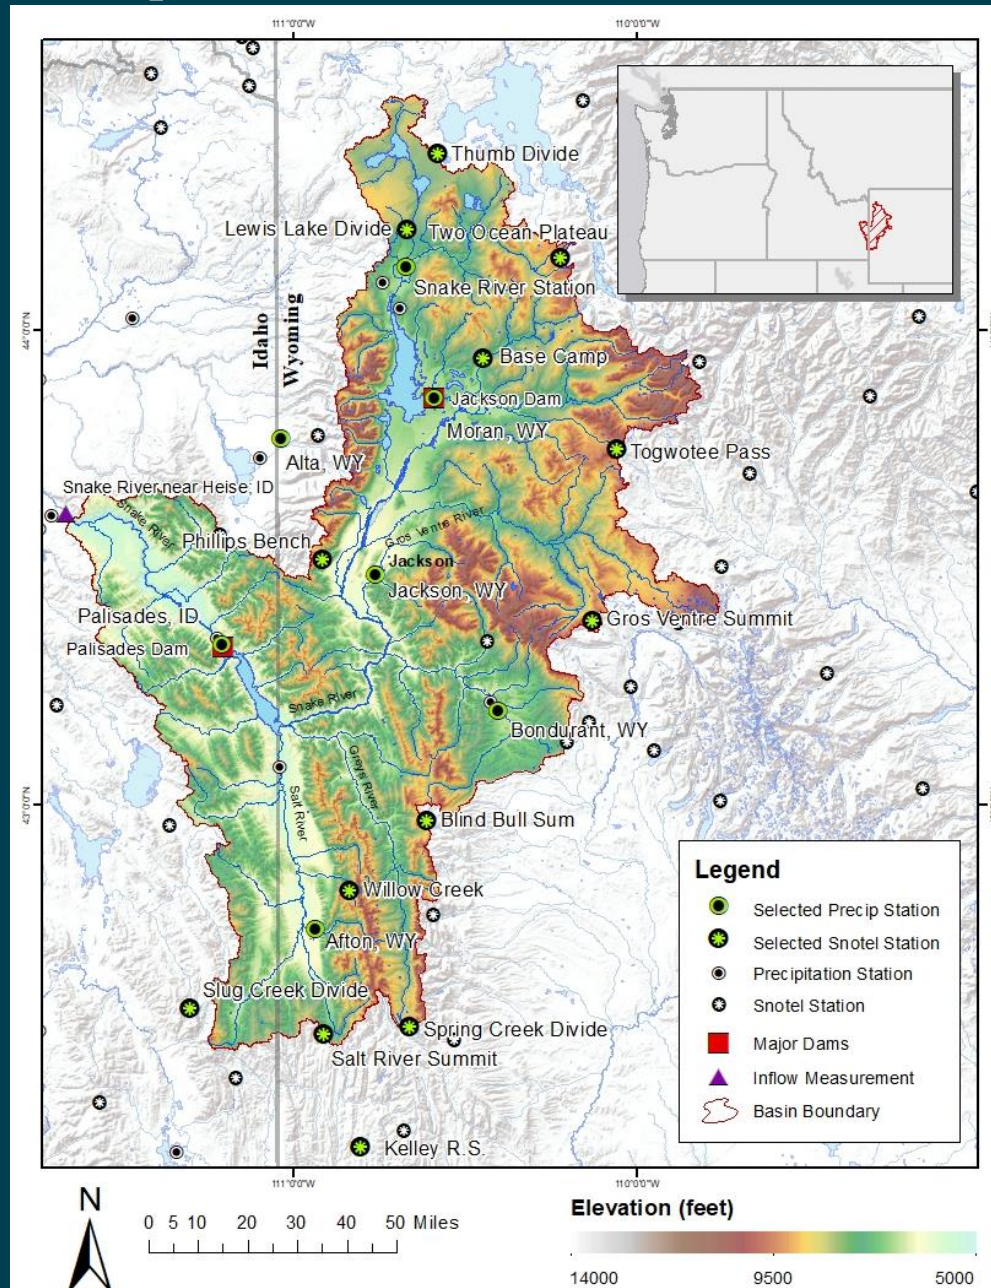 111°0'0"W
110°0'0"W
Thumb Divide
Lewis Lake Divide
Two Ocean Plateau
Snake River Station
44°0'0"N
Idaho
Wyoming
Base Camp
Jackson Dam
Moran, WY
Togwotee Pass
Alta, WY
Snake River near Heise, ID
Snake River
Gros Ventre River
Phillips Bench
Jackson
Jackson, WY
Palisades, ID
Gros Ventre Summit
Palisades Dam
Snake River
Bondurant, WY
Greys River
Salt River
43°0'0"N
Blind Bull Sum
Willow Creek
Afton, WY
Slug Creek Divide
Spring Creek Divide
Salt River Summit
Kelley R.S.
Legend
Selected Precip Station
Selected Snotel Station
Precipitation Station
Snotel Station
Major Dams
Inflow Measurement
Basin Boundary
111°0'0"W
110°0'0"W
N
0 5 10 20 30 40 50 Miles
Elevation (feet)
14000 9500 5000